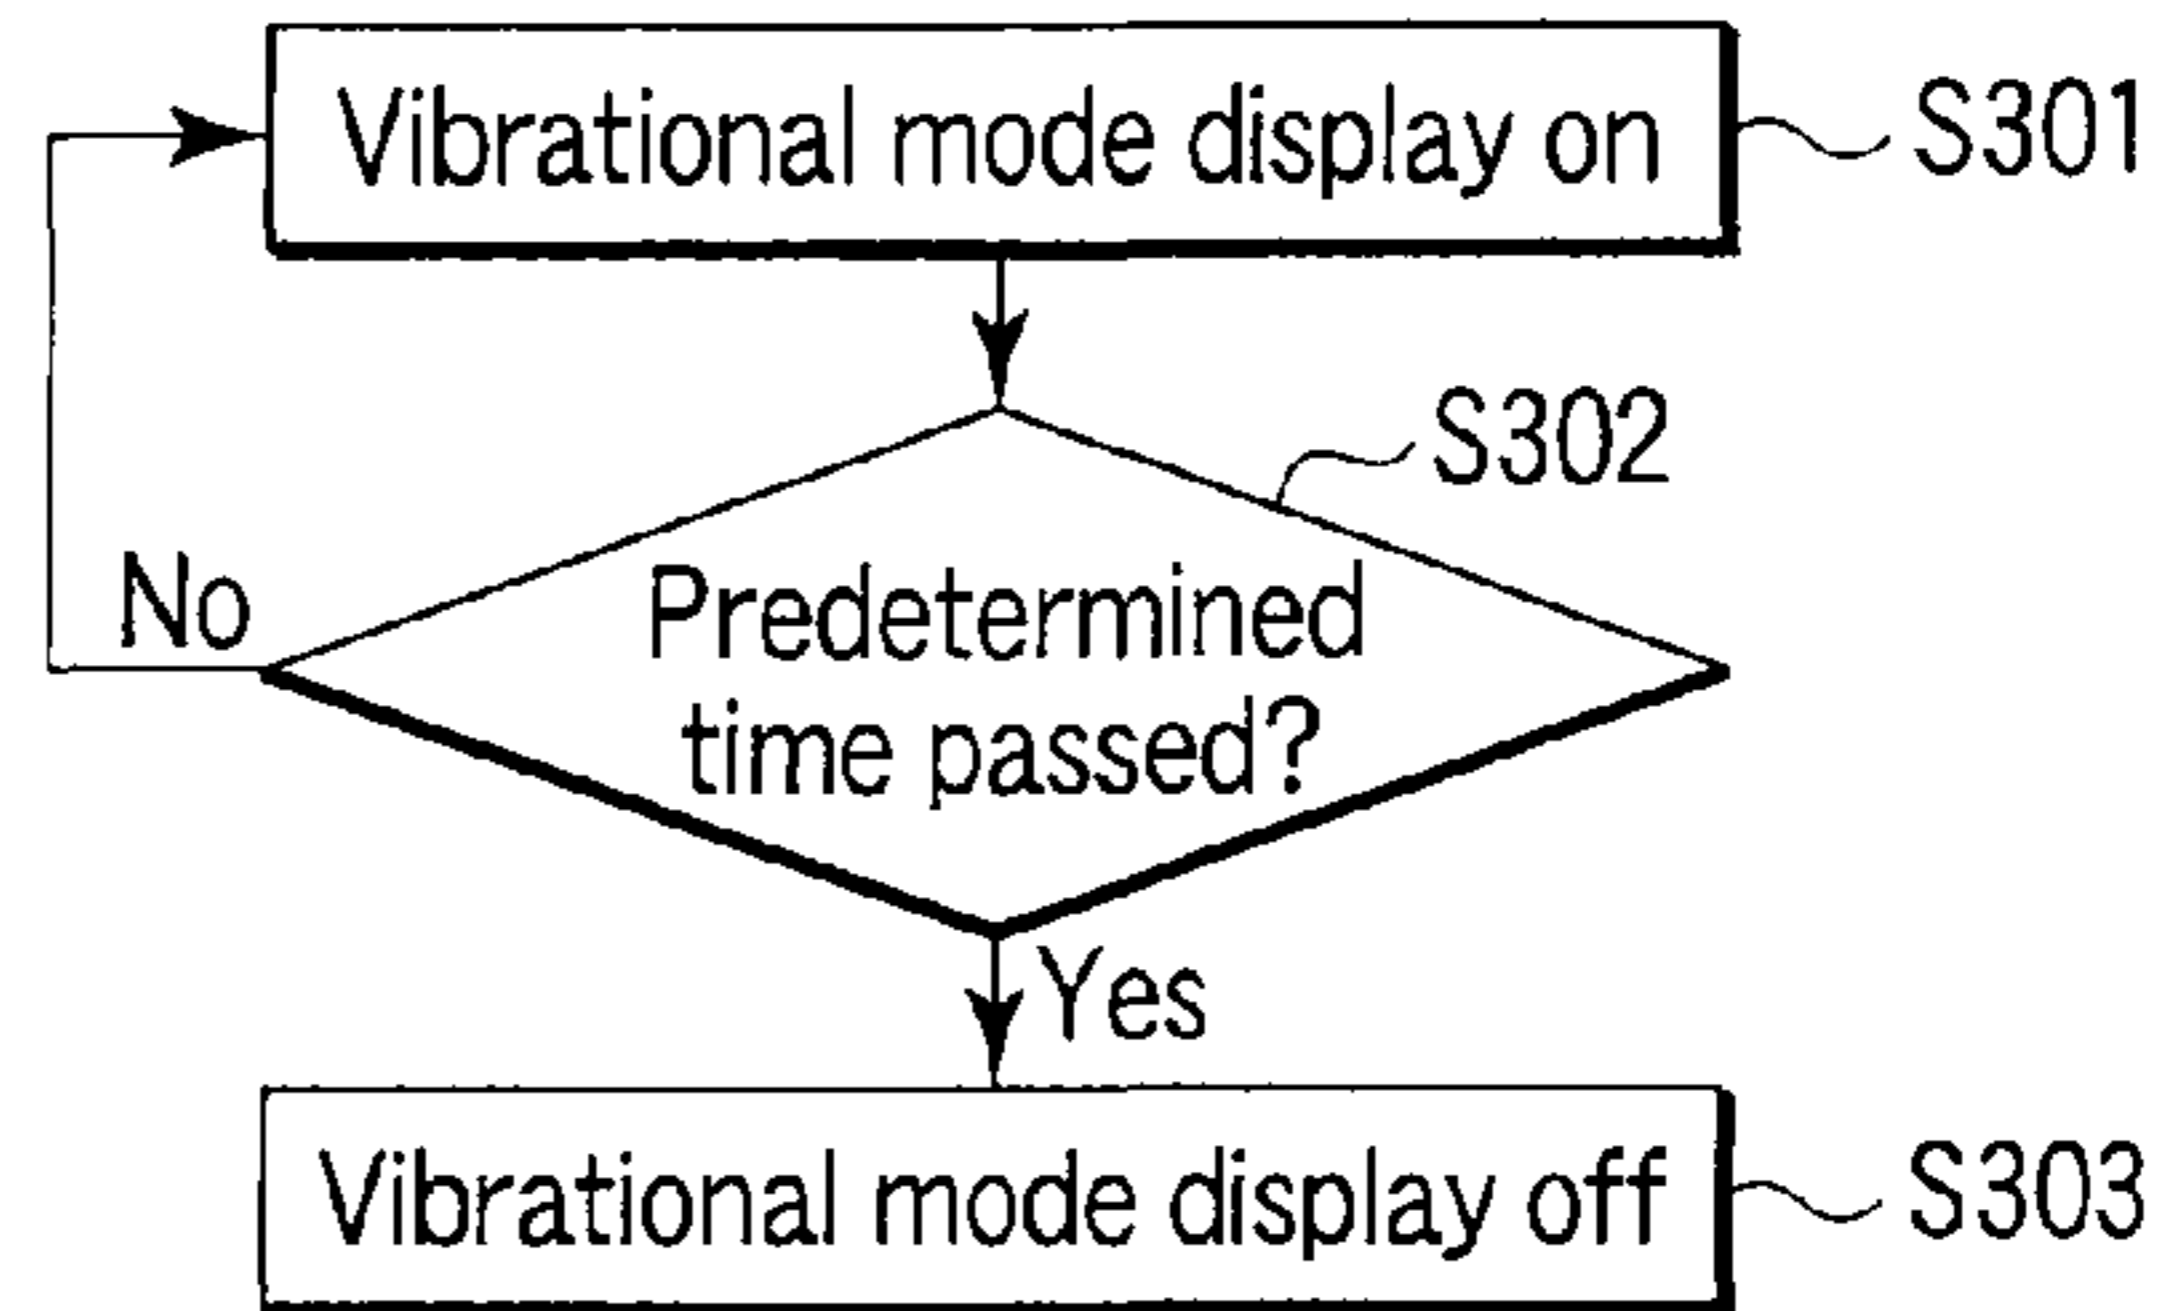 Vibrational mode display on
S301
S302
No
Predetermined
time passed?
Yes
Vibrational mode display off
S303